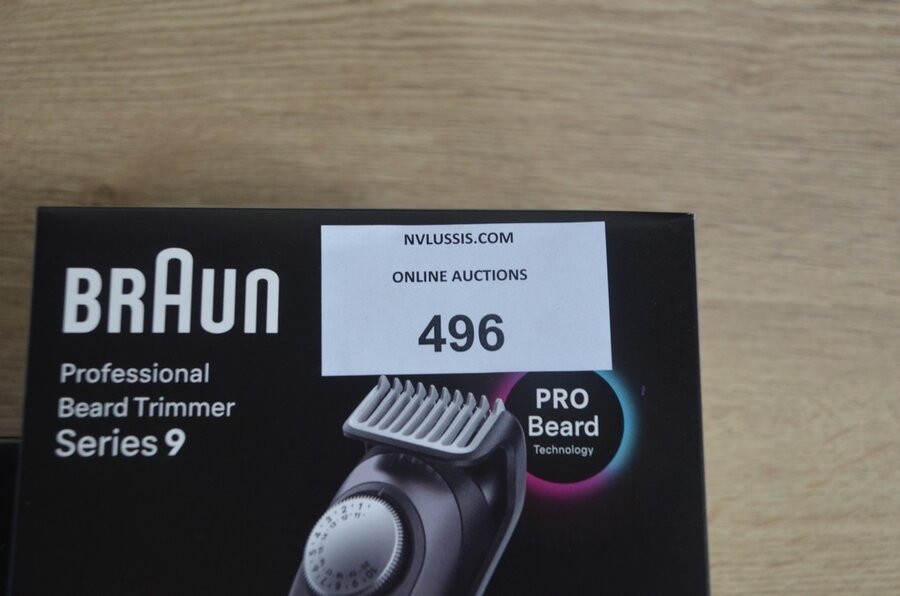 NVLUSSIS.COM
ONLINE AUCTIONS
496
BRAUN
Professional
Beard Trimmer
Series 9
PRO
Beard
Technology